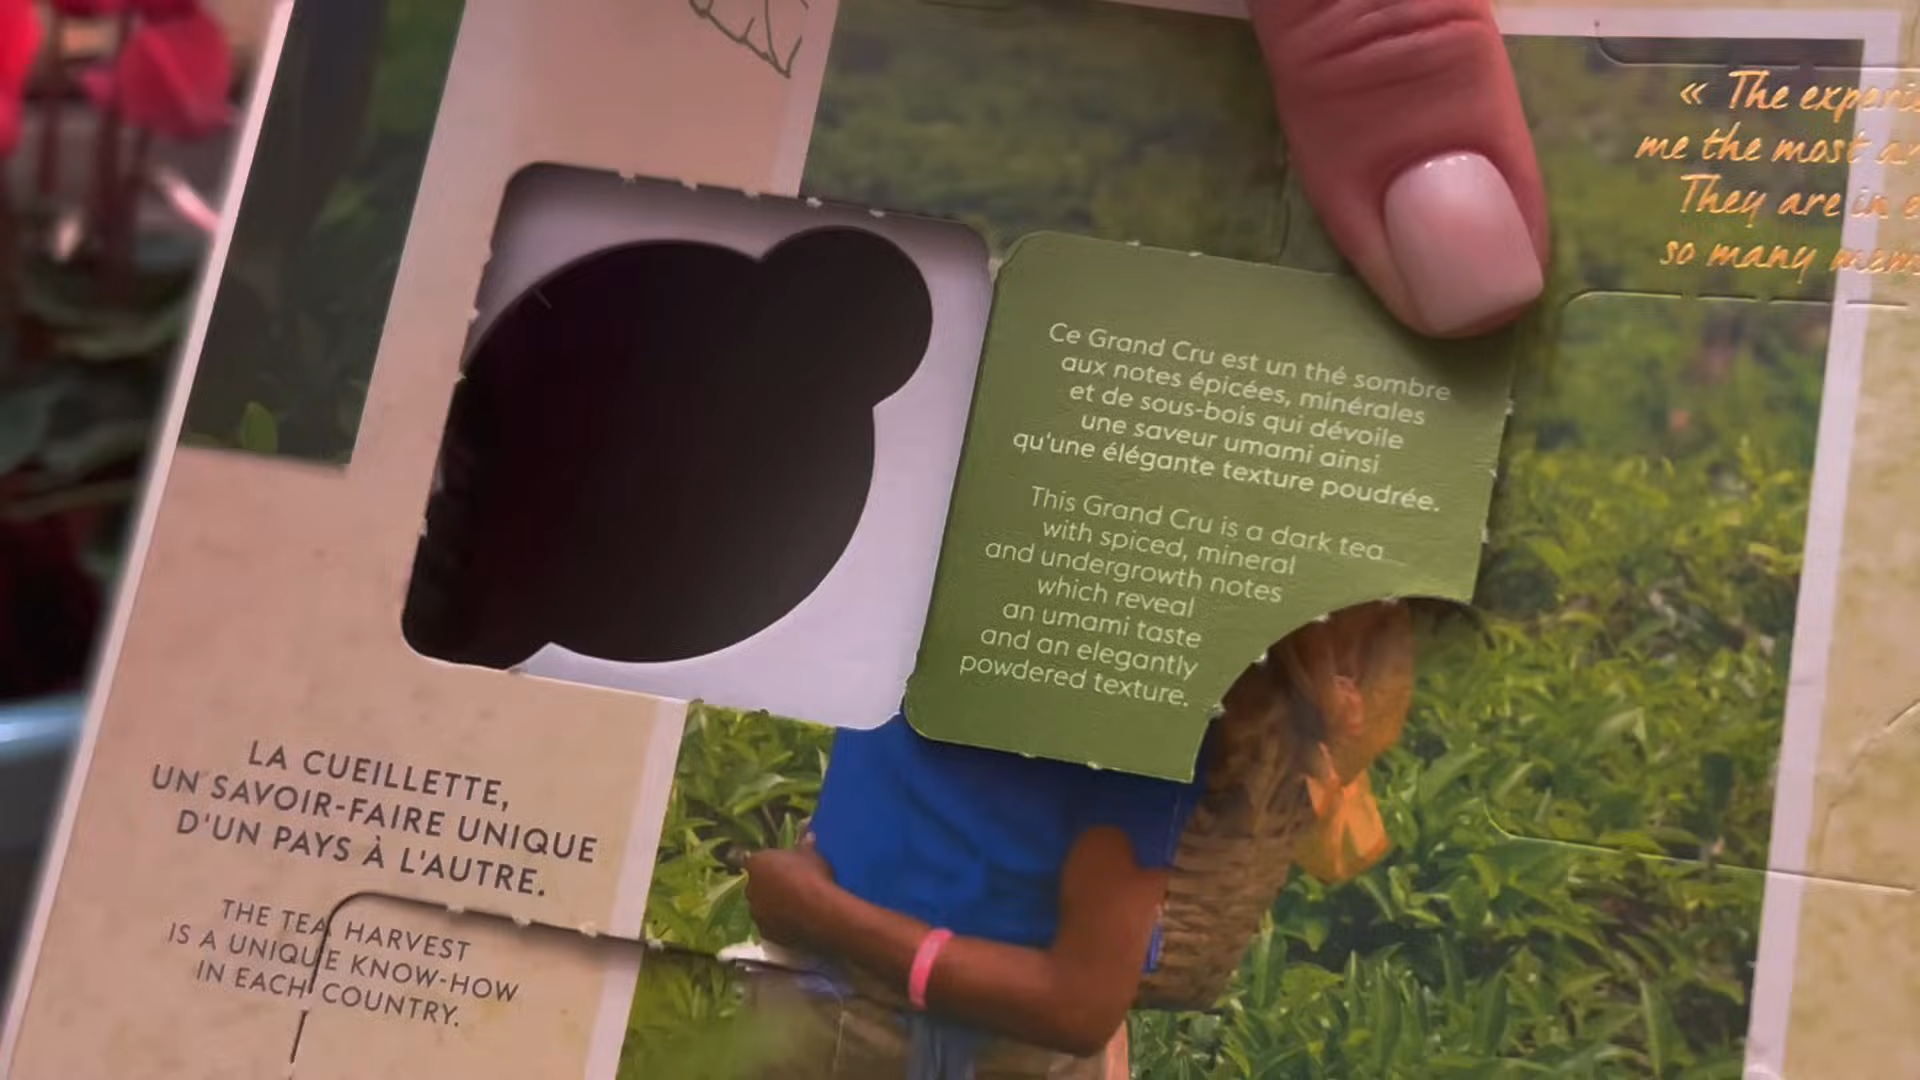 « The
me the most
They are in
so many
Ce Grand Cru est un thé sombre
aux notes épicées, minérales
et de sous-bois qui dévoile
une saveur umami ainsi
qu'une élégante texture poudrée.
This Grand Cru is a dark tea
with spiced, mineral
and undergrowth notes
which reveal
an umami taste
and an elegantly
powdered texture.
LA CUEILLETTE,
UN SAVOIR-FAIRE UNIQUE
D'UN PAYS À L'AUTRE.
THE TEA HARVEST
IS A UNIQUE KNOW-HOW
IN EACH COUNTRY.